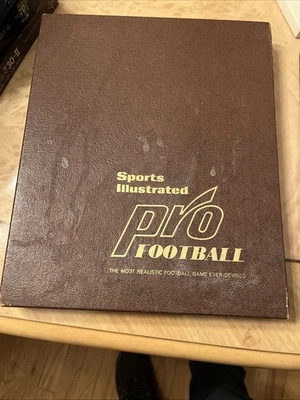 Sports
Illustrated
pro
FOOTBALL
THE MOST REALISTIC FOOTBALL GAME EVER DEVISED